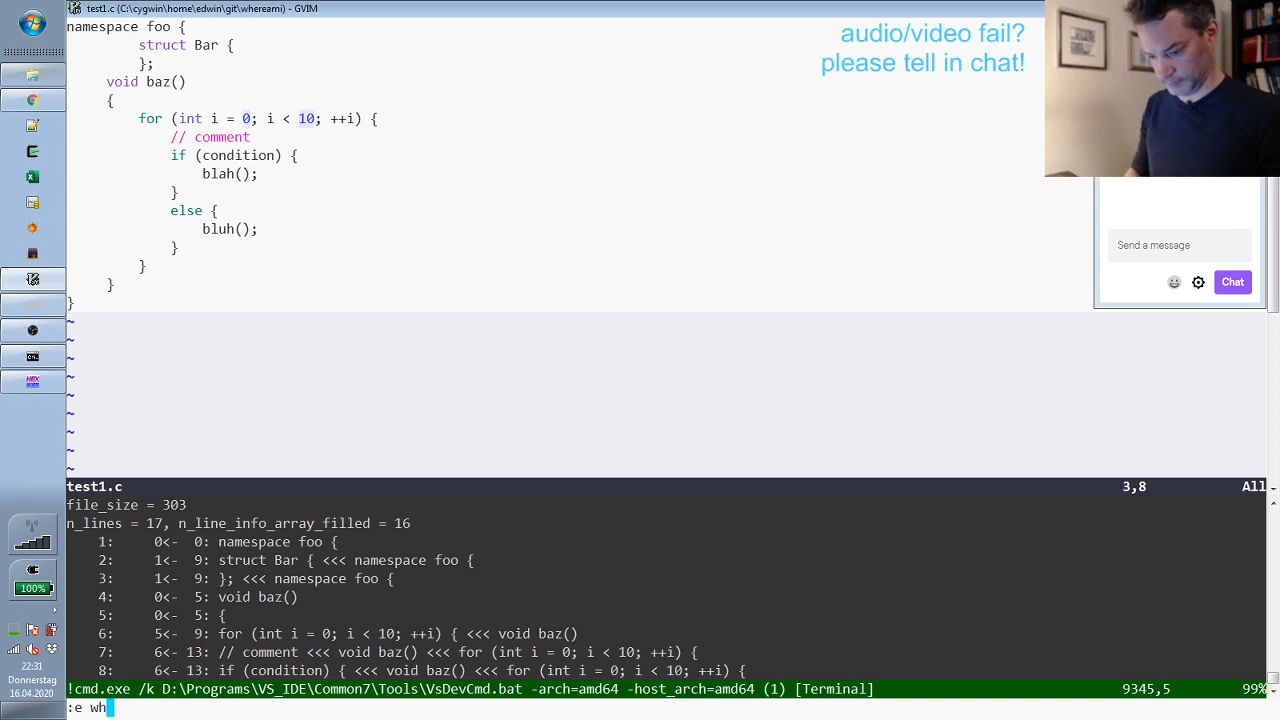 test1.c (C:\cygwin\home\edwin\git\whereami) - GVIM
namespace foo {
struct Bar {
};
void baz()
{
for (int i = 0; i < 10; ++i) {
// comment
if (condition) {
blah();
}
else {
bluh();
}
}
}
}
~
~
~
~
~
~
~
~
~
audio/video fail?
please tell in chat!
Send a message
Chat
test1.c 3,8 All
file_size = 303
n_lines = 17, n_line_info_array_filled = 16
1: 0<- 0: namespace foo {
2: 1<- 9: struct Bar { <<< namespace foo {
3: 1<- 9: }; <<< namespace foo {
4: 0<- 5: void baz()
5: 0<- 5: {
6: 5<- 9: for (int i = 0; i < 10; ++i) { <<< void baz()
7: 6<- 13: // comment <<< void baz() <<< for (int i = 0; i < 10; ++i) {
8: 6<- 13: if (condition) { <<< void baz() <<< for (int i = 0; i < 10; ++i) {
!cmd.exe /k D:\Programs\VS_IDE\Common7\Tools\VsDevCmd.bat -arch=amd64 -host_arch=amd64 (1) [Terminal] 9345,5 99%
:e wh
100%
22:31
Donnerstag
16.04.2020